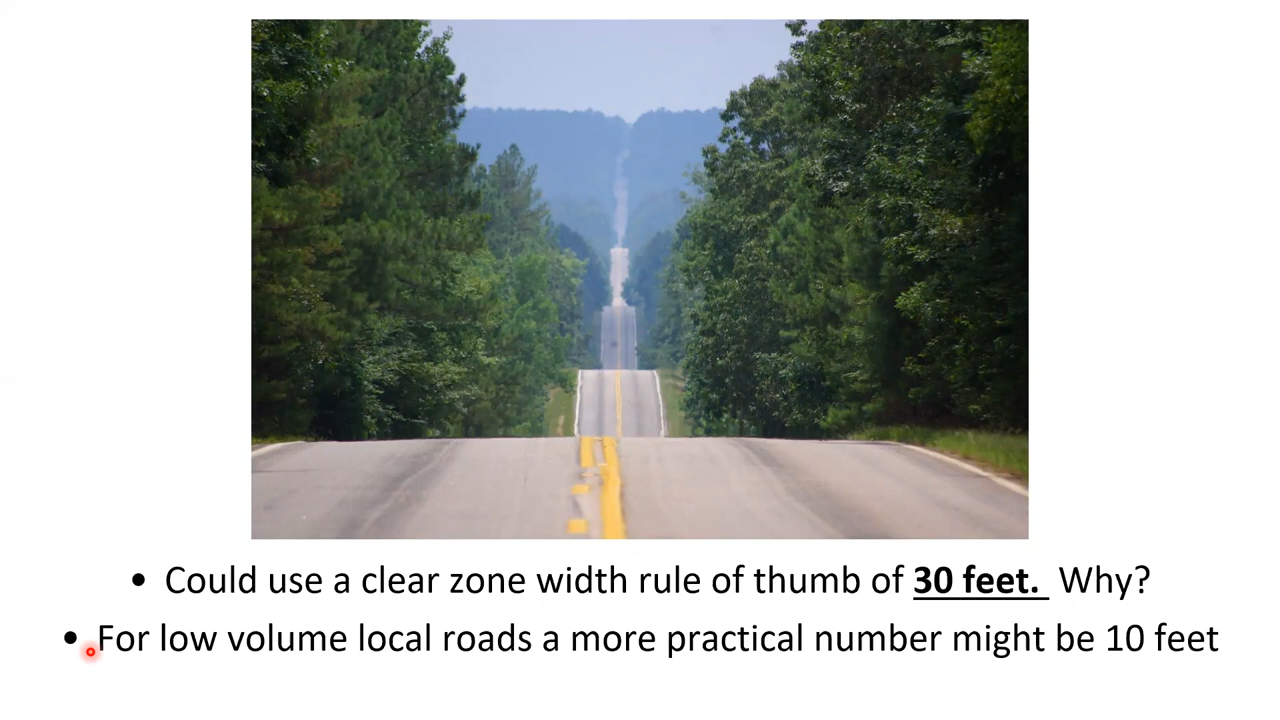 • Could use a clear zone width rule of thumb of 30 feet. Why?
• For low volume local roads a more practical number might be 10 feet